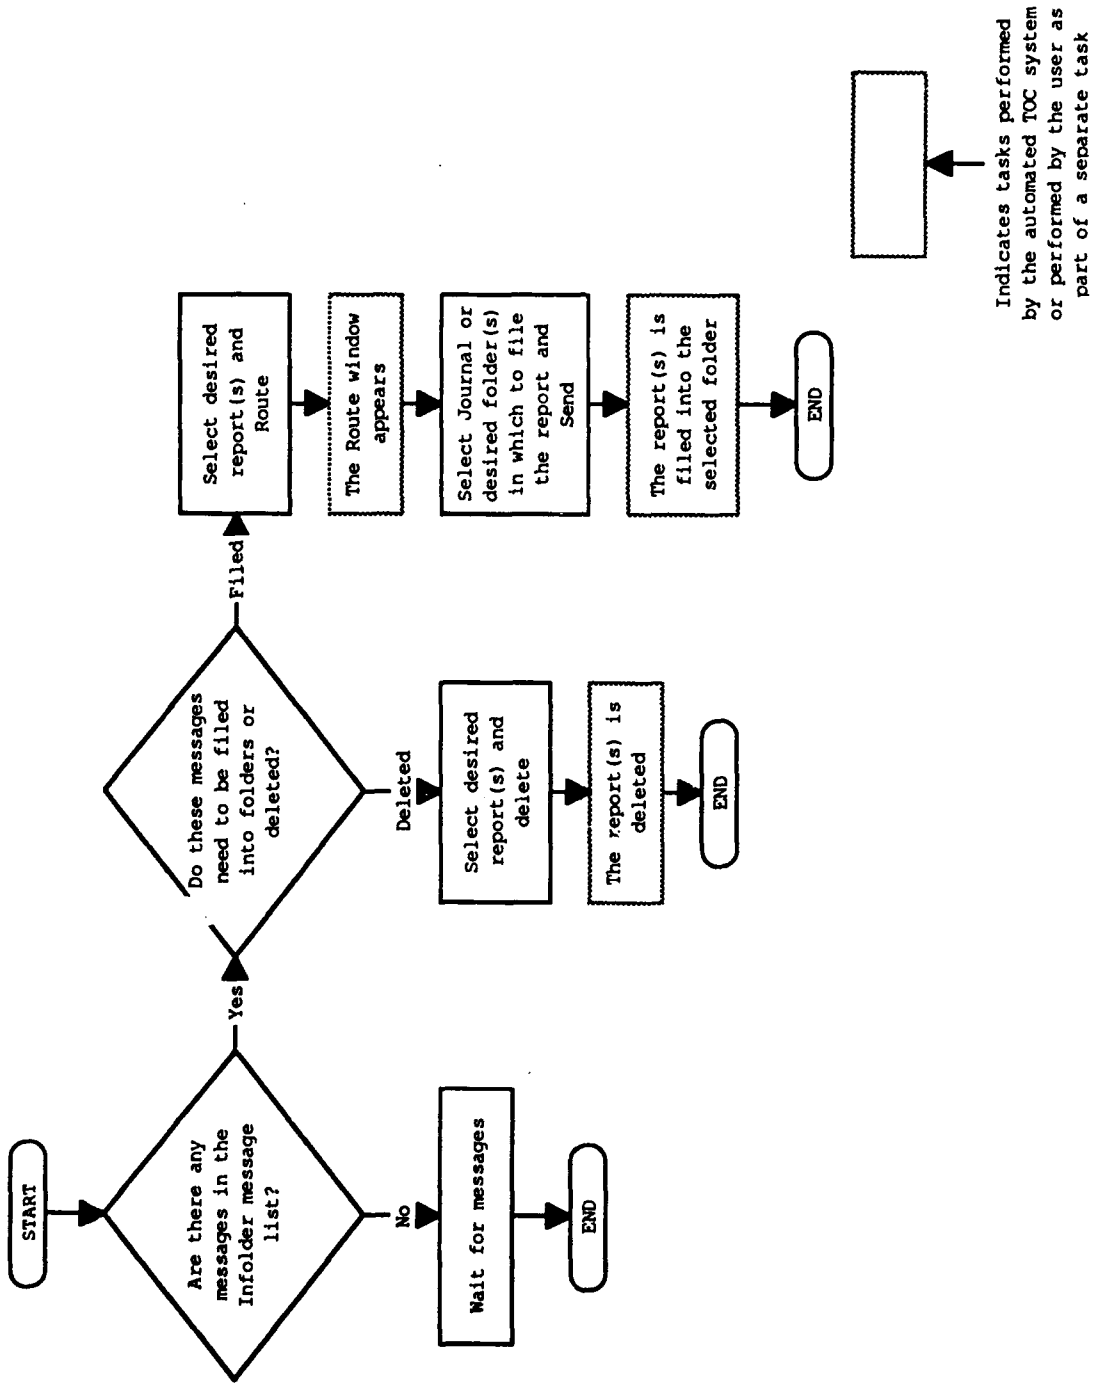 START
Are there any
messages in the
Infolder message
list?
No
Wait for messages
END
Yes
Do these messages
need to be filed
into folders or
deleted?
Deleted
Select desired
report(s) and
delete
The report(s) is
deleted
END
Filed
Select desired
report(s) and
Route
The Route window
appears
Select Journal or
desired folder(s)
in which to file
the report and
Send
The report(s) is
filed into the
selected folder
END
Indicates tasks performed
by the automated TOC system
or performed by the user as
part of a separate task